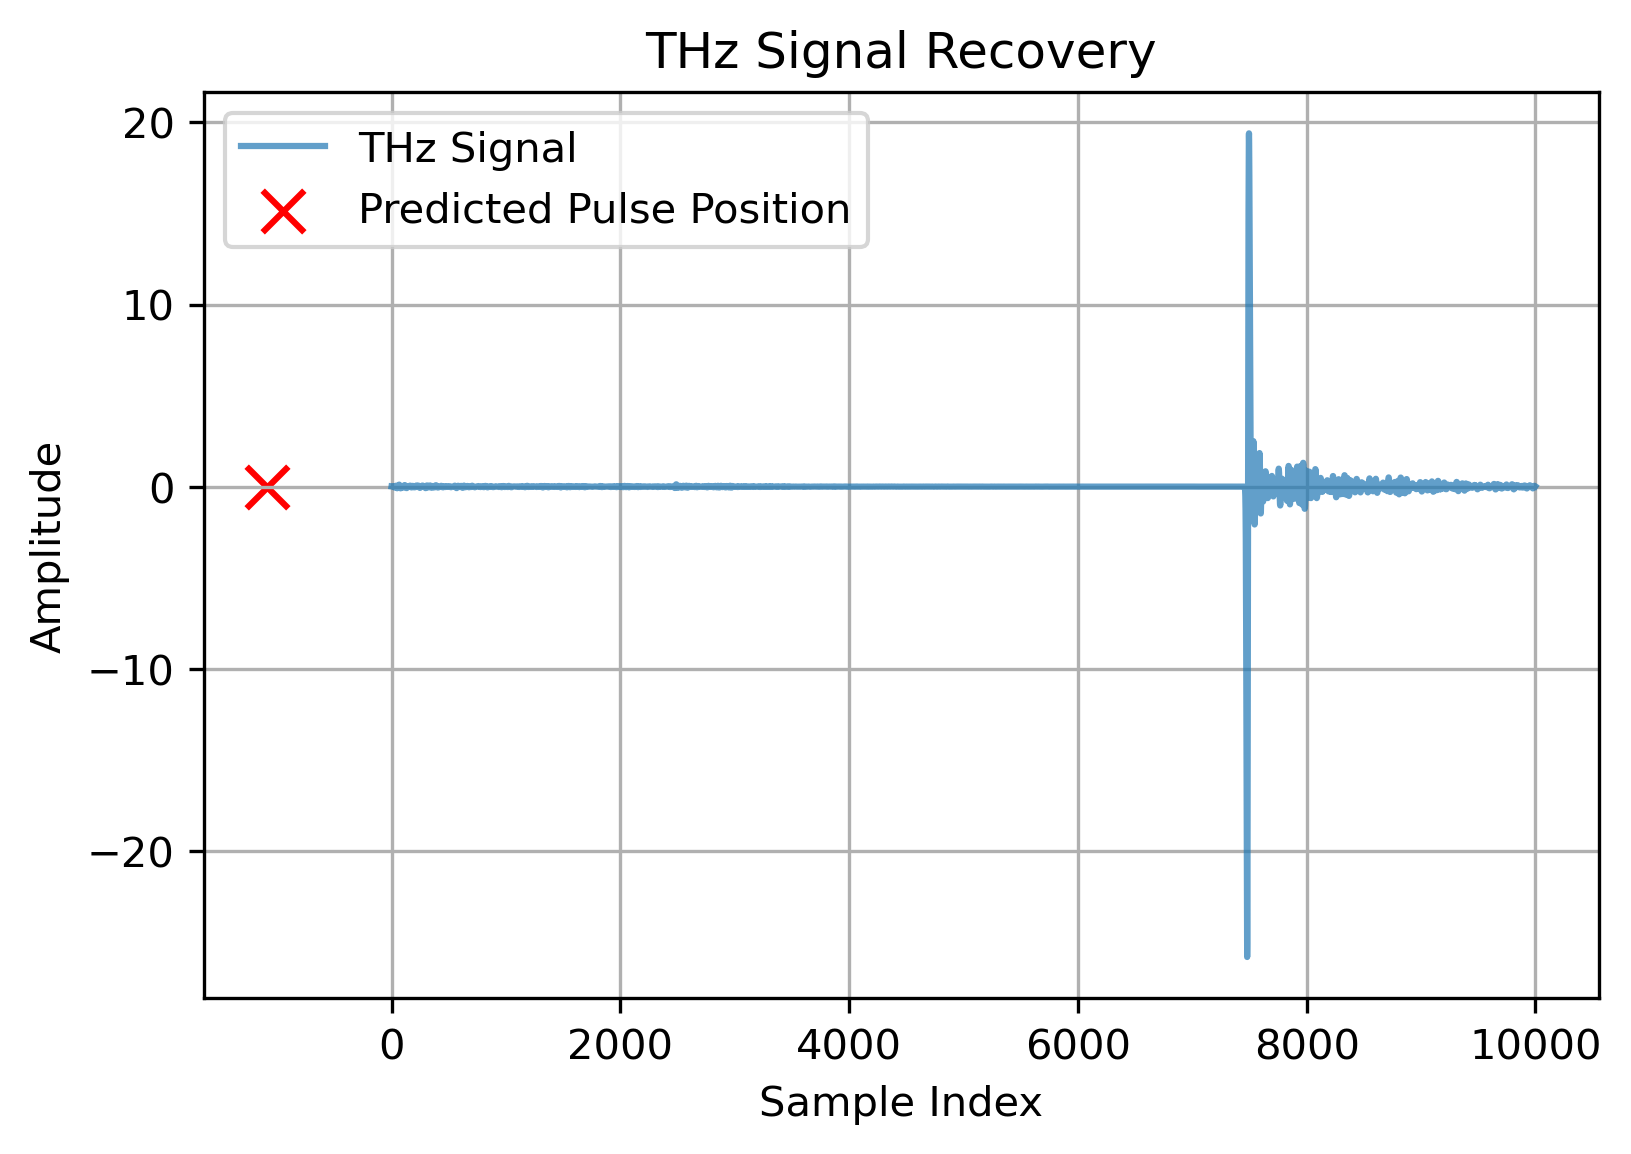 THz Signal Recovery
THz Signal
Predicted Pulse Position
20
10
0
−10
−20
Amplitude
0 2000 4000 6000 8000 10000
Sample Index